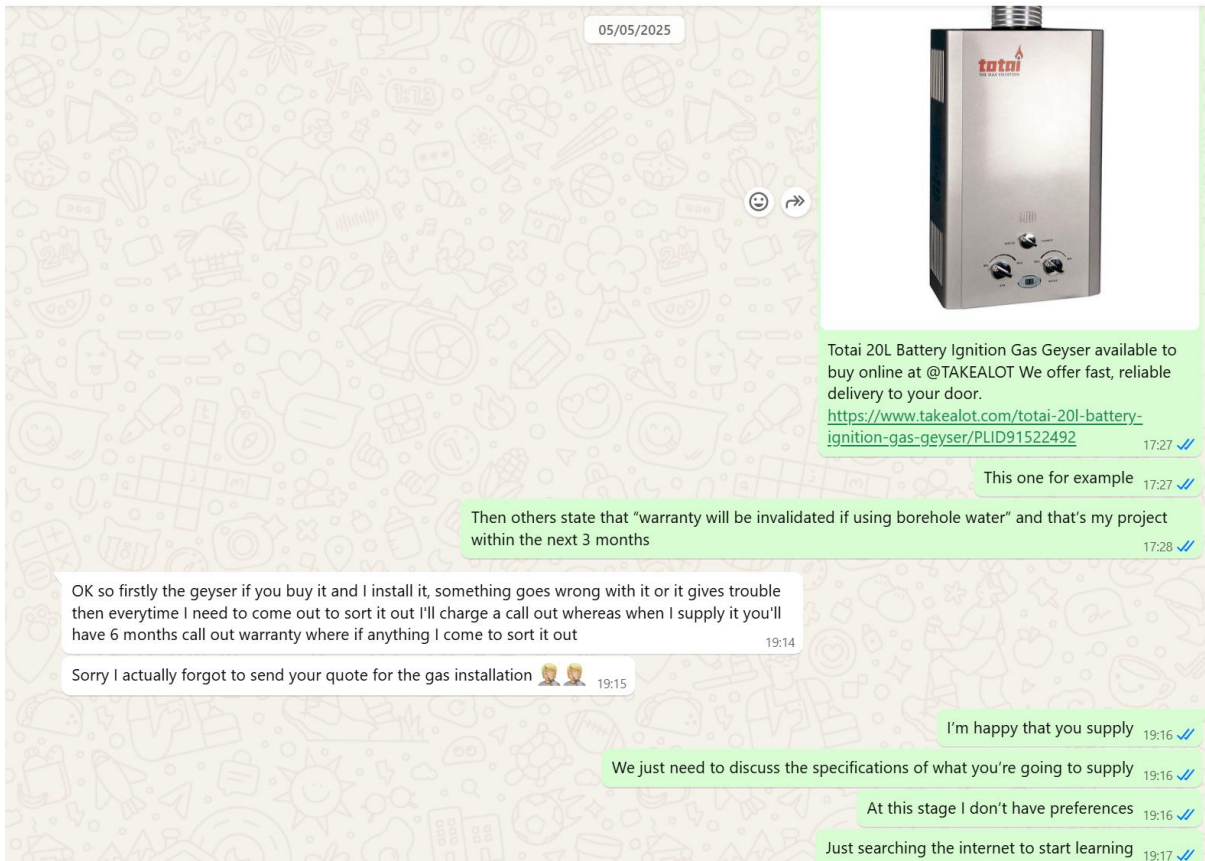 05/05/2025
totai
THE GAS SOLUTION
Totai 20L Battery Ignition Gas Geyser available to
buy online at @TAKEALOT We offer fast, reliable
delivery to your door.
https://www.takealot.com/totai-20l-battery-
ignition-gas-geyser/PLID91522492
17:27
This one for example 17:27
Then others state that “warranty will be invalidated if using borehole water” and that’s my project
within the next 3 months
17:28
OK so firstly the geyser if you buy it and I install it, something goes wrong with it or it gives trouble
then everytime I need to come out to sort it out I'll charge a call out whereas when I supply it you'll
have 6 months call out warranty where if anything I come to sort it out
19:14
Sorry I actually forgot to send your quote for the gas installation 🤦🏼‍♂️🤦🏼‍♂️ 19:15
I’m happy that you supply 19:16
We just need to discuss the specifications of what you’re going to supply 19:16
At this stage I don’t have preferences 19:16
Just searching the internet to start learning 19:17